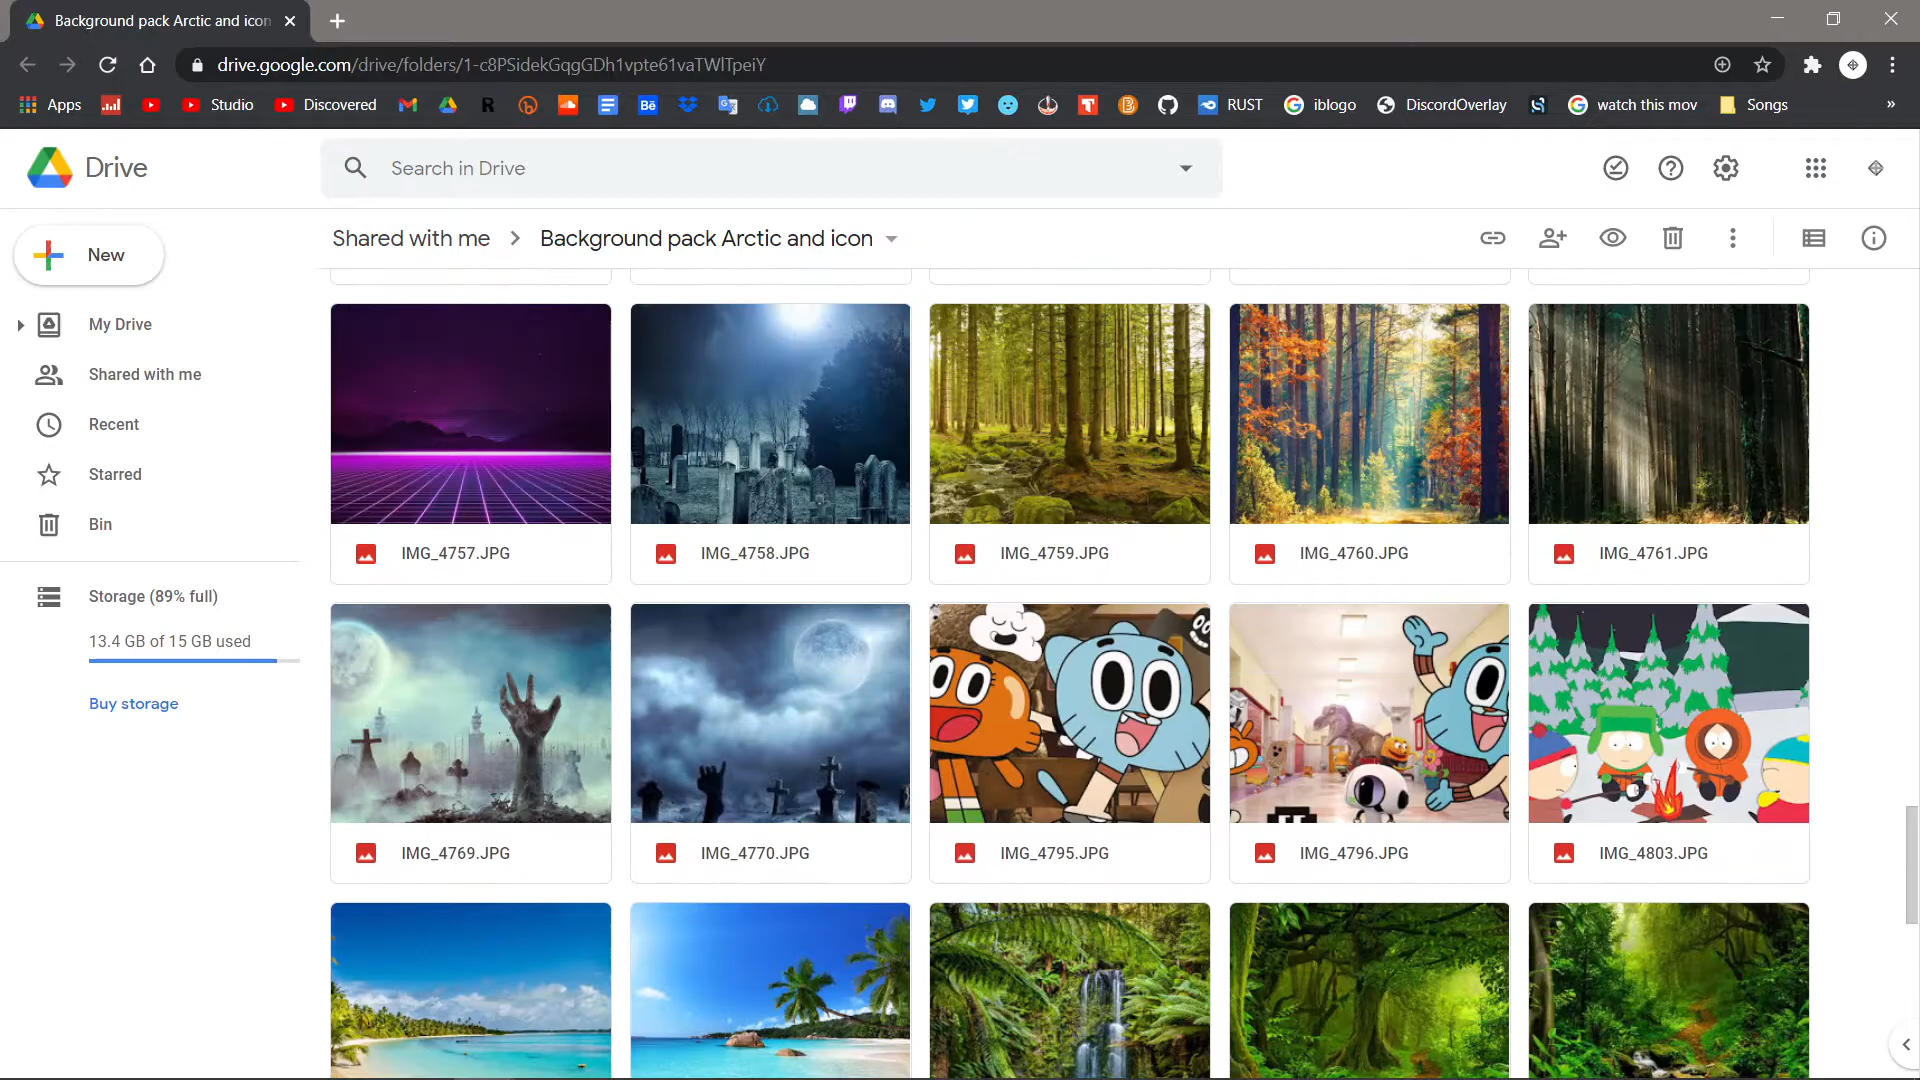 Background pack Arctic and icon
drive.google.com/drive/folders/1-c8PSidekGqgGDh1vpte61vaTWlTpeiY
Apps Studio Discovered RUST iblogo DiscordOverlay watch this mov Songs »
Drive
Search in Drive
Shared with me > Background pack Arctic and icon
New
My Drive
Shared with me
Recent
Starred
Bin
Storage (89% full)
13.4 GB of 15 GB used
Buy storage
IMG_4757.JPG IMG_4758.JPG IMG_4759.JPG IMG_4760.JPG IMG_4761.JPG
IMG_4769.JPG IMG_4770.JPG IMG_4795.JPG IMG_4796.JPG IMG_4803.JPG